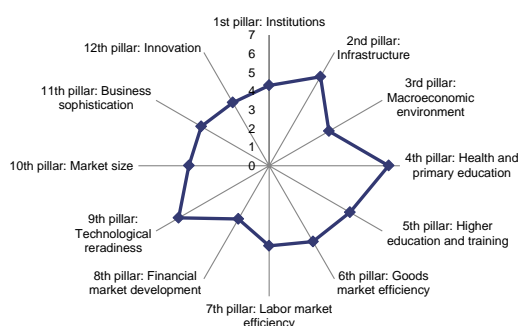 1st pillar: Institutions
7
6
5
4
3
2
1
0
2nd pillar:
Infrastructure
3rd pillar:
Macroeconomic
environment
4th pillar: Health and
primary education
5th pillar: Higher
education and training
6th pillar: Goods
market efficiency
7th pillar: Labor market
efficiency
8th pillar: Financial
market development
9th pillar:
Technological
reradiness
10th pillar: Market size
11th pillar: Business
sophistication
12th pillar: Innovation